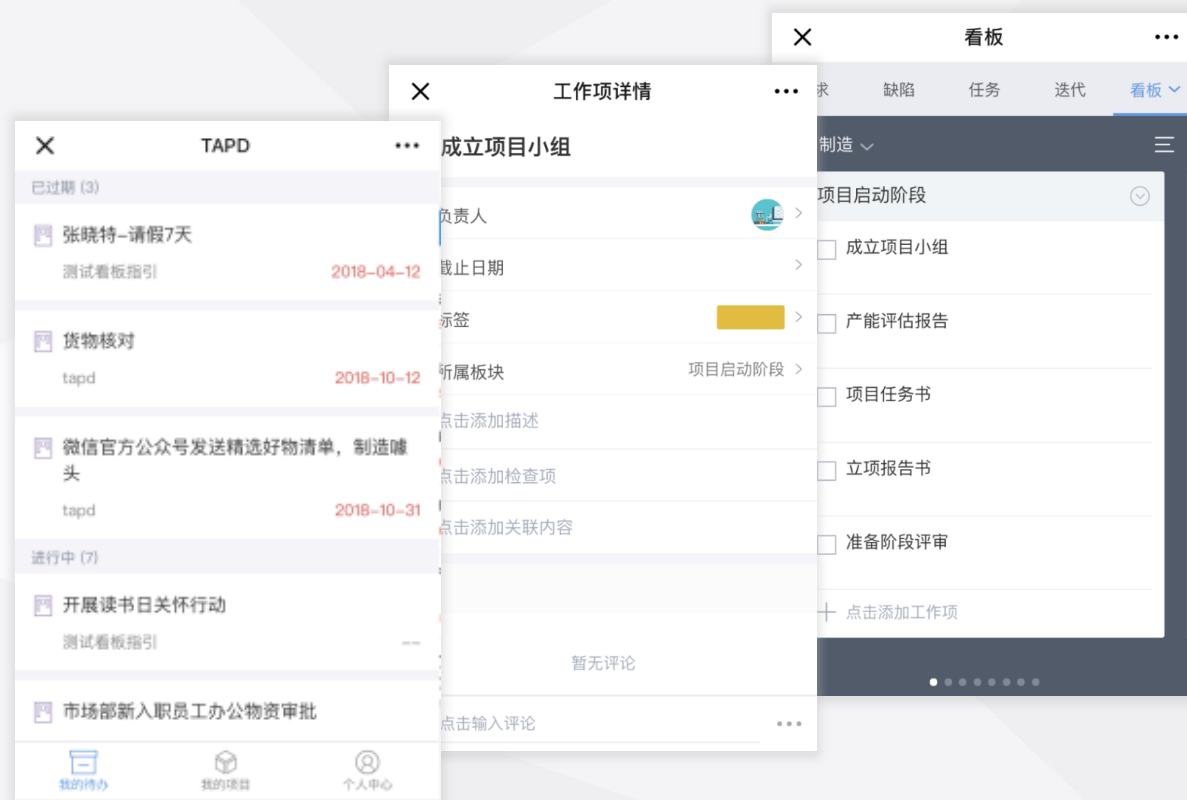 TAPD
已过期 (3)
张晓特-请假7天
测试看板指引
2018-04-12
货物核对
tapd
2018-10-12
微信官方公众号发送精选好物清单，制造噱
头
tapd
2018-10-31
进行中 (7)
开展读书日关怀行动
测试看板指引
--
市场部新入职员工办公物资审批
我的待办
我的项目
个人中心
工作项详情
成立项目小组
负责人
截止日期
标签
所属板块
项目启动阶段
点击添加描述
点击添加检查项
点击添加关联内容
暂无评论
点击输入评论
看板
求
缺陷
任务
迭代
看板
制造
项目启动阶段
成立项目小组
产能评估报告
项目任务书
立项报告书
准备阶段评审
点击添加工作项